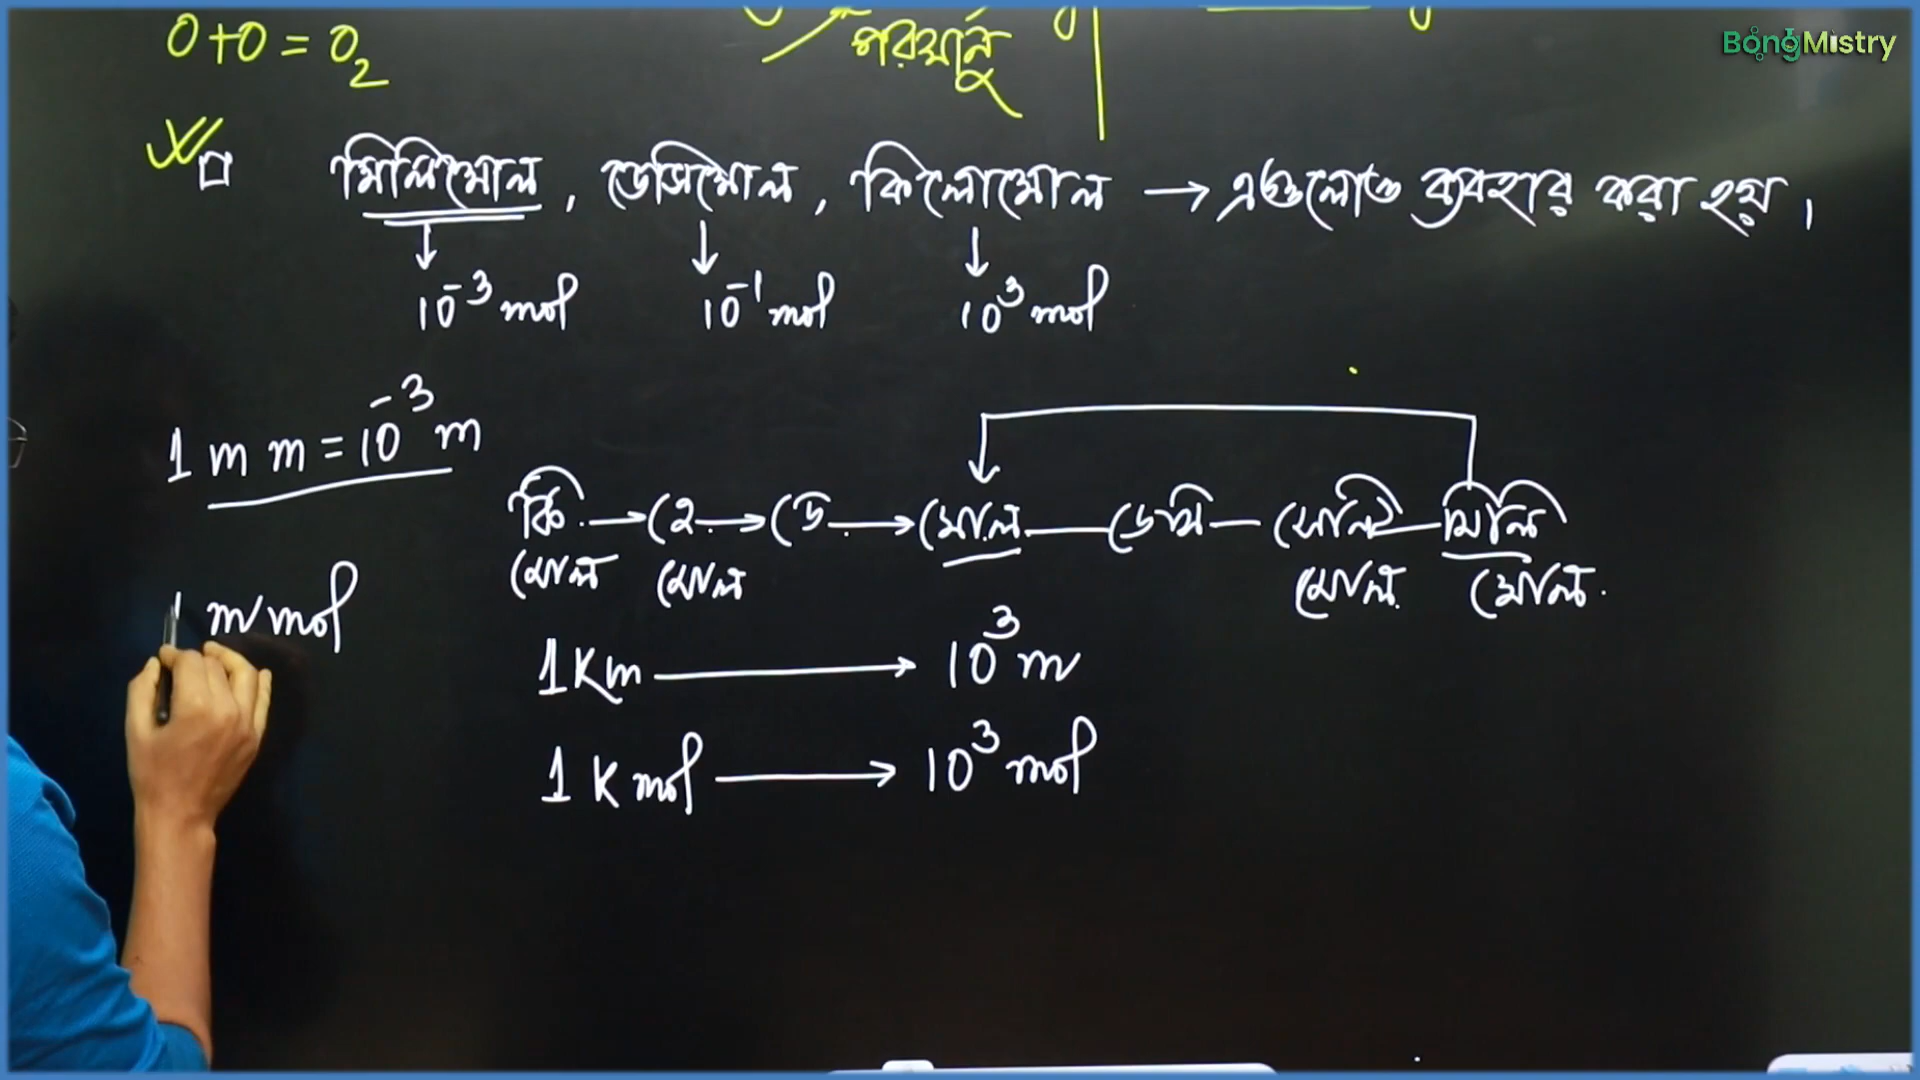 O+O = O₂
পরমানু
BongMistry
মিলিমোল , ডেসিমোল , কিলোমোল → এগুলোও ব্যবহার করা হয় ।
↓ ↓ ↓
10⁻³ mol 10⁻¹ mol 10³ mol
1 m m = 10⁻³ m
কি. → হে. → ডে. → মোল — ডেসি — সেন্টি — মিলি
মোল মোল মোল মোল.
1 m mol
1 Km → 10³ m
1 K mol → 10³ mol